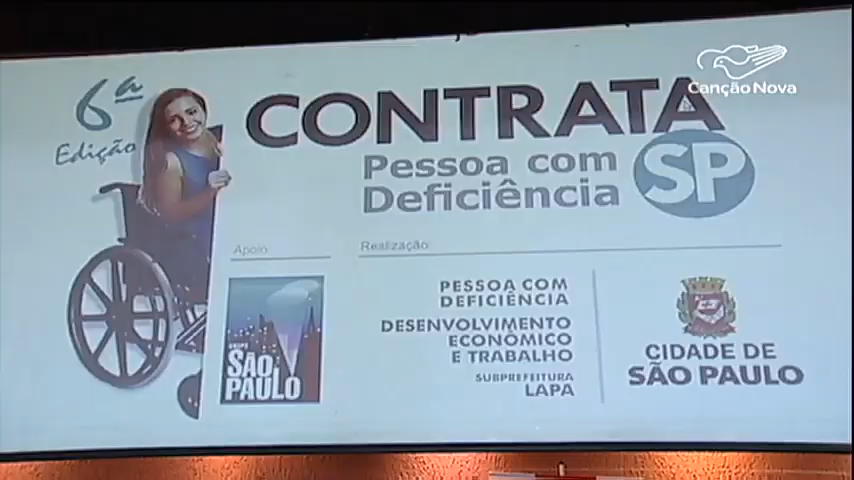 Canção Nova
6ª
Edição
CONTRATA
SP
Pessoa com
Deficiência
Apoio
Realização
GRUPO
SÃO
PAULO
PESSOA COM
DEFICIÊNCIA
DESENVOLVIMENTO
ECONÔMICO
E TRABALHO
SUBPREFEITURA
LAPA
CIDADE DE
SÃO PAULO